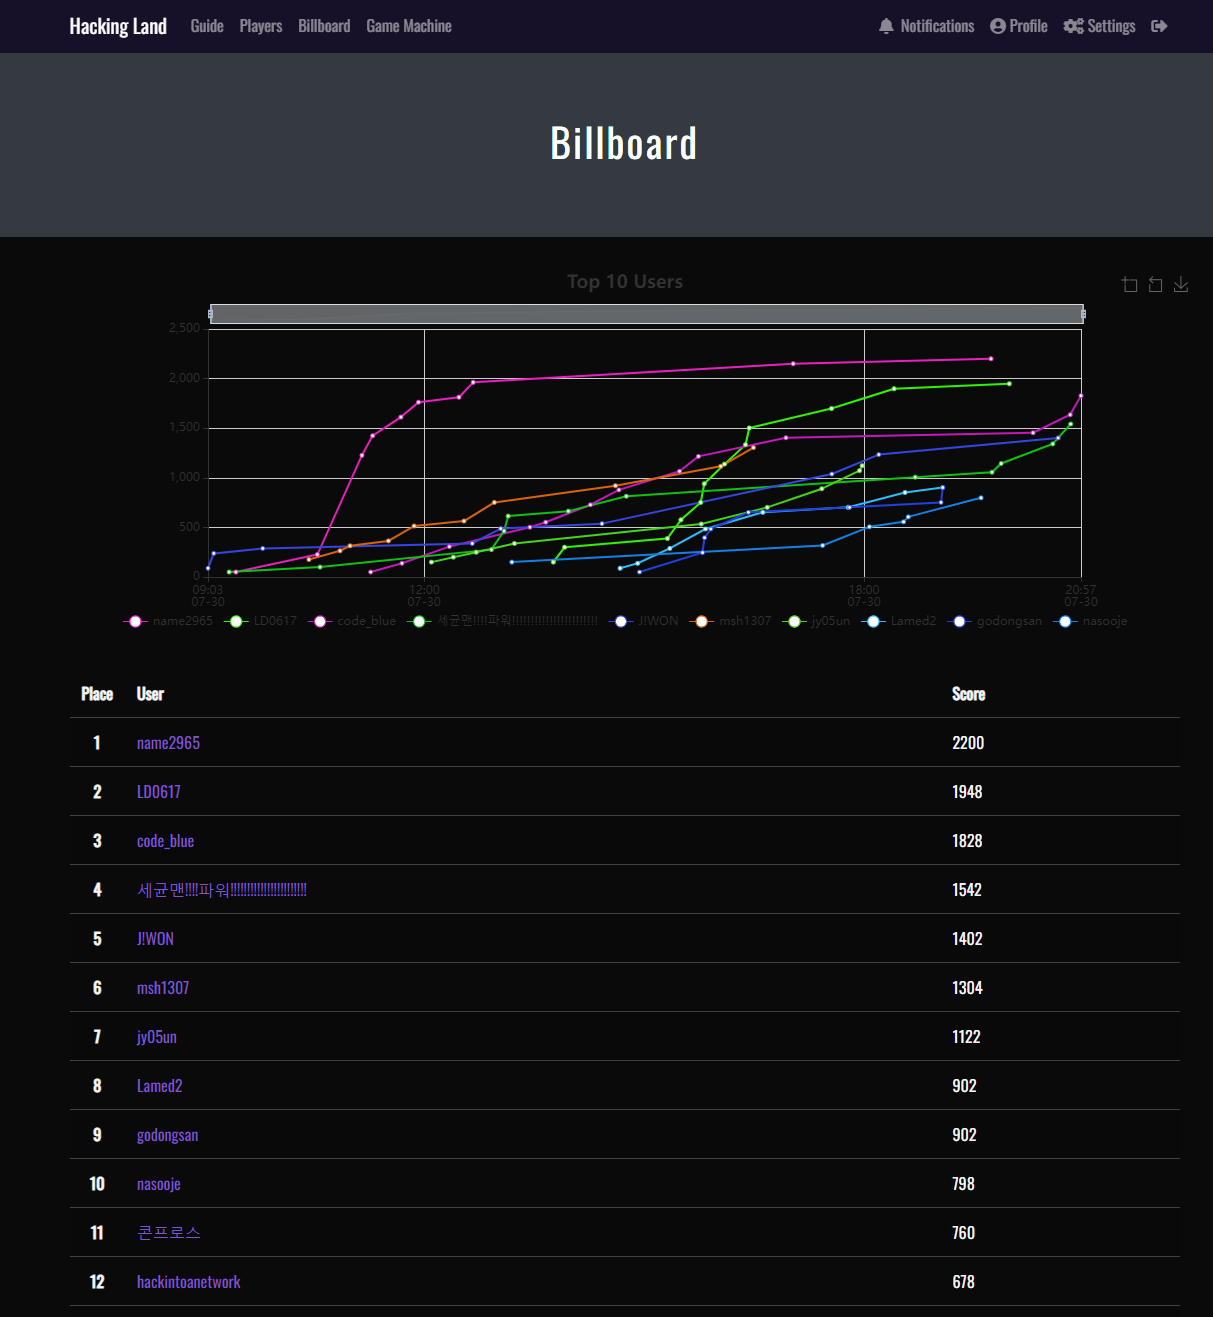 Hacking Land Guide Players Billboard Game Machine Notifications Profile Settings
Billboard
Top 10 Users
2,500
2,000
1,500
1,000
500
0
09:03 12:00 18:00 20:57
07-30 07-30 07-30 07-30
name2965 LD0617 code_blue 세균맨!!!!파워!!!!!!!!!!!!!!!!!!!!!!! J!WON msh1307 jy05un Lamed2 godongsan nasooje
Place User Score
1 name2965 2200
2 LD0617 1948
3 code_blue 1828
4 세균맨!!!!파워!!!!!!!!!!!!!!!!!!!!!!! 1542
5 J!WON 1402
6 msh1307 1304
7 jy05un 1122
8 Lamed2 902
9 godongsan 902
10 nasooje 798
11 콘프로스 760
12 hackintoanetwork 678